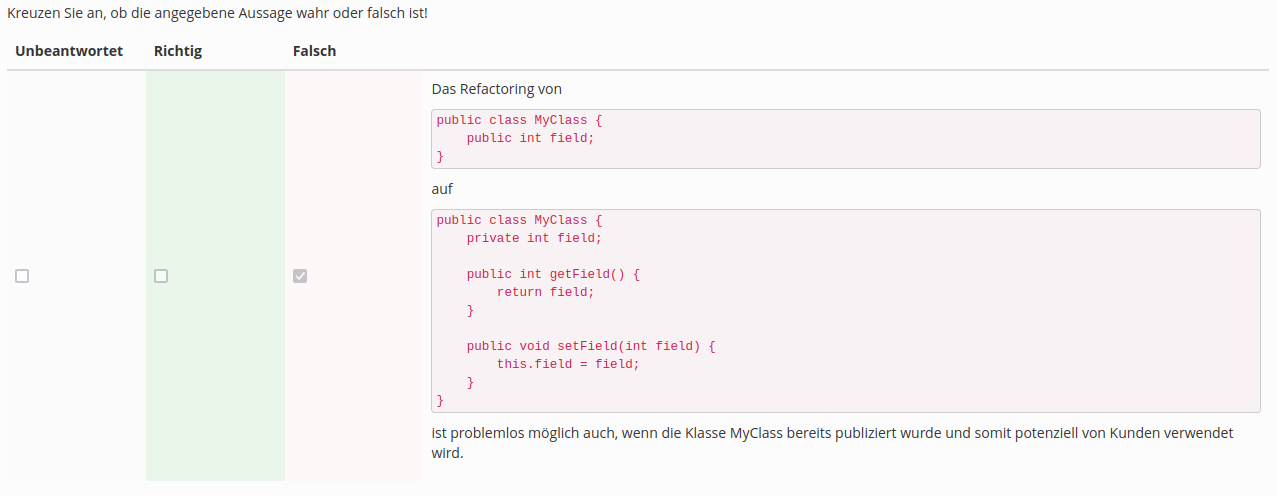 Kreuzen Sie an, ob die angegebene Aussage wahr oder falsch ist!
Unbeantwortet Richtig Falsch
Das Refactoring von
public class MyClass {
    public int field;
}
auf
public class MyClass {
    private int field;
    public int getField() {
        return field;
    }
    public void setField(int field) {
        this.field = field;
    }
}
ist problemlos möglich auch, wenn die Klasse MyClass bereits publiziert wurde und somit potenziell von Kunden verwendet
wird.